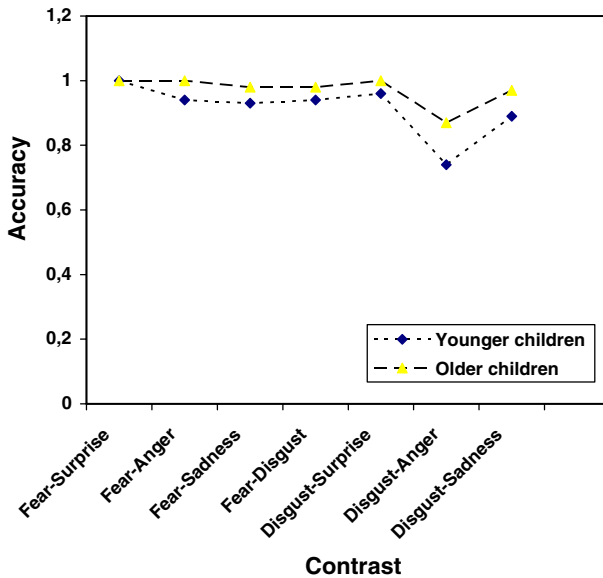 1,2
1
0,8
0,6
0,4
0,2
0
Accuracy
Younger children
Older children
Fear-Surprise
Fear-Anger
Fear-Sadness
Fear-Disgust
Disgust-Surprise
Disgust-Anger
Disgust-Sadness
Contrast